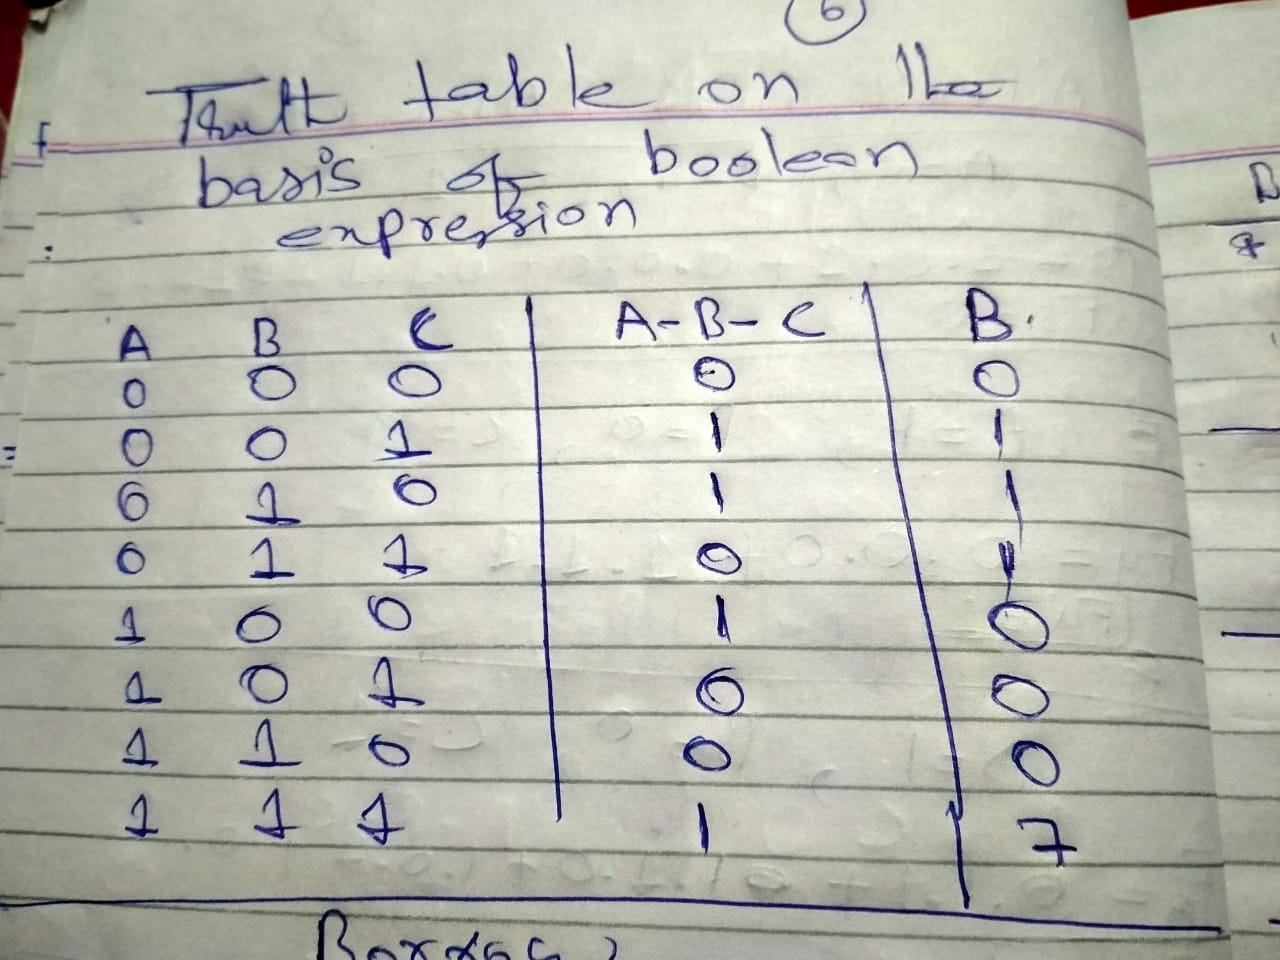 6
Truth table on the
basis of boolean
expression
A B C A-B-C B.
0 0 0 0 0
0 0 1 1 1
0 1 0 1 1
0 1 1 0 1
1 0 0 1 0
1 0 1 0 0
1 1 0 0 0
1 1 1 1 7